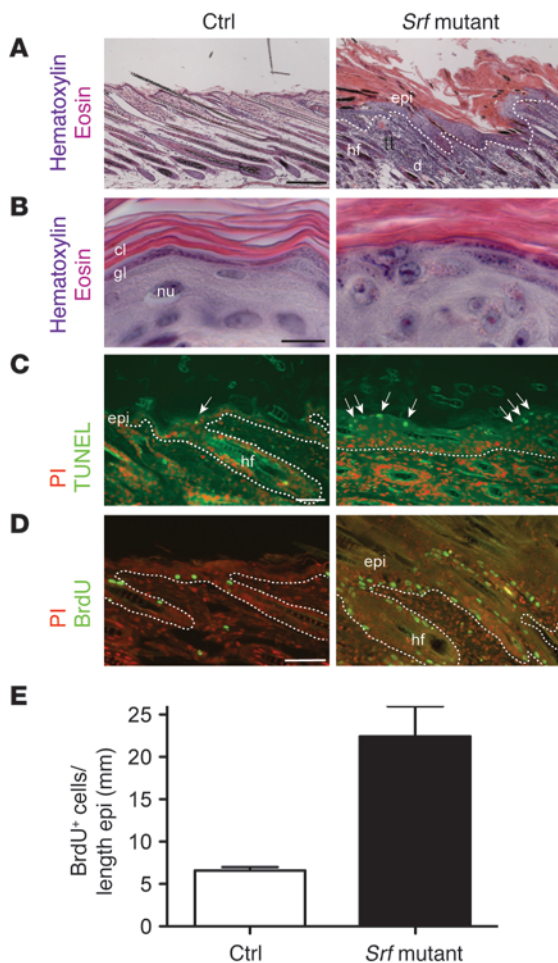 Ctrl
Srf mutant
A
Hematoxylin
Eosin
epi
hf
tt
d
B
Hematoxylin
Eosin
cl
gl
nu
C
PI
TUNEL
epi
hf
D
PI
BrdU
epi
hf
E
BrdU⁺ cells/
length epi (mm)
25
20
15
10
5
0
Ctrl
Srf mutant